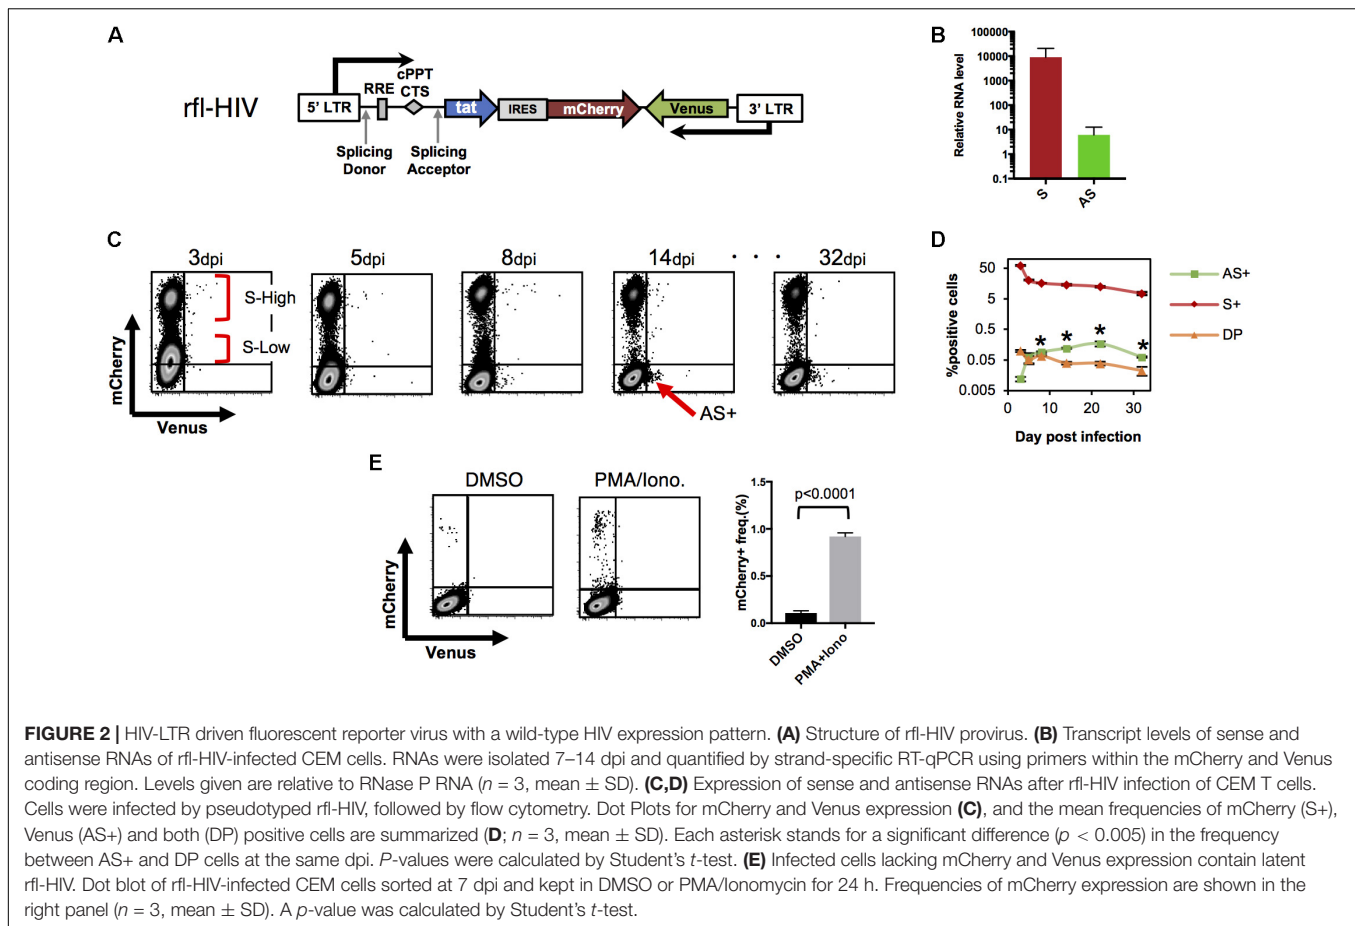 A
rfl-HIV
5' LTR
RRE
cPPT
CTS
tat
IRES
mCherry
Venus
3' LTR
Splicing
Donor
Splicing
Acceptor
B
Relative RNA level
100000
10000
1000
100
10
1
0.1
S
AS
C
3dpi
5dpi
8dpi
14dpi
· · ·
32dpi
S-High
S-Low
mCherry
Venus
AS+
D
%positive cells
50
5
0.5
0.05
0.005
* * * *
0 10 20 30
Day post infection
AS+
S+
DP
E
DMSO
PMA/Iono.
mCherry
Venus
mCherry+ freq.(%)
1.5
1.0
0.5
0.0
p<0.0001
DMSO
PMA+Iono
FIGURE 2 | HIV-LTR driven fluorescent reporter virus with a wild-type HIV expression pattern. (A) Structure of rfl-HIV provirus. (B) Transcript levels of sense and
antisense RNAs of rfl-HIV-infected CEM cells. RNAs were isolated 7–14 dpi and quantified by strand-specific RT-qPCR using primers within the mCherry and Venus
coding region. Levels given are relative to RNase P RNA (n = 3, mean ± SD). (C,D) Expression of sense and antisense RNAs after rfl-HIV infection of CEM T cells.
Cells were infected by pseudotyped rfl-HIV, followed by flow cytometry. Dot Plots for mCherry and Venus expression (C), and the mean frequencies of mCherry (S+),
Venus (AS+) and both (DP) positive cells are summarized (D; n = 3, mean ± SD). Each asterisk stands for a significant difference (p < 0.005) in the frequency
between AS+ and DP cells at the same dpi. P-values were calculated by Student's t-test. (E) Infected cells lacking mCherry and Venus expression contain latent
rfl-HIV. Dot blot of rfl-HIV-infected CEM cells sorted at 7 dpi and kept in DMSO or PMA/Ionomycin for 24 h. Frequencies of mCherry expression are shown in the
right panel (n = 3, mean ± SD). A p-value was calculated by Student's t-test.